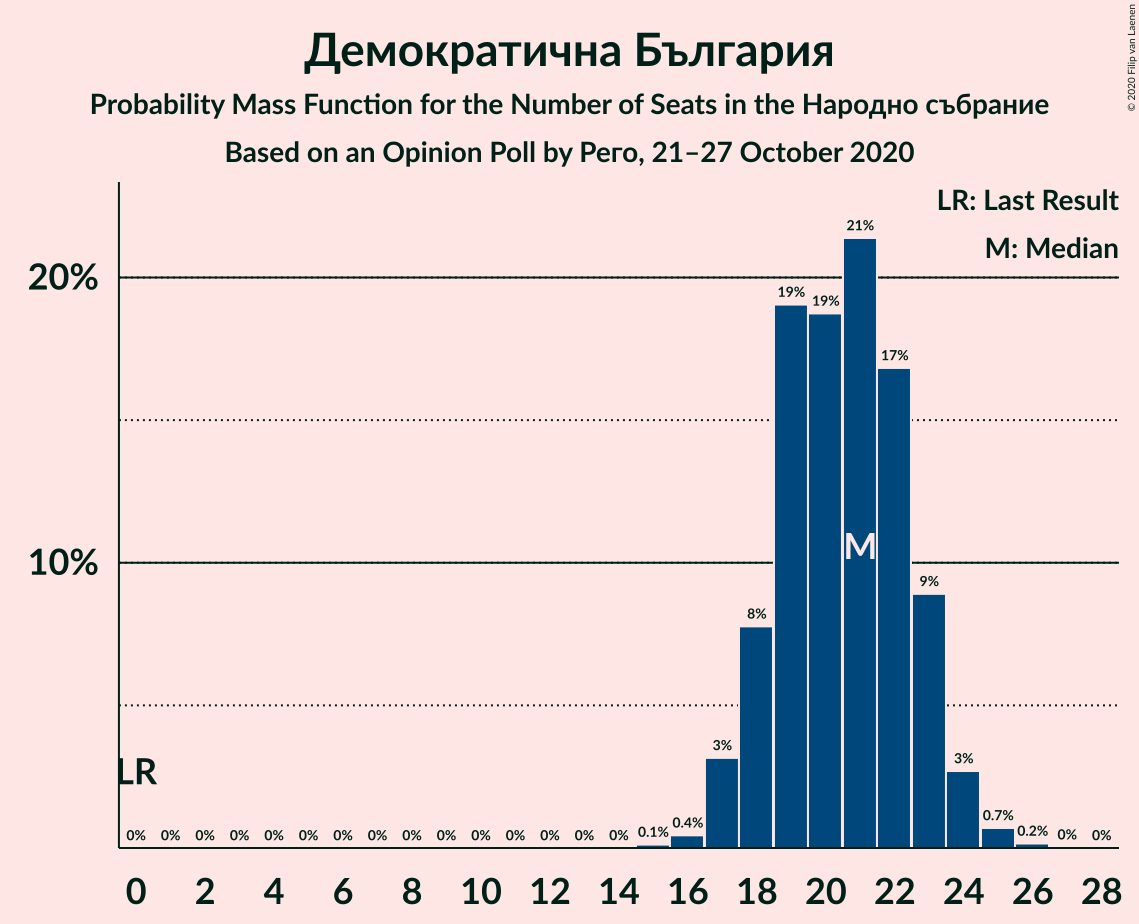 Демократична България
Probability Mass Function for the Number of Seats in the Народно събрание
Based on an Opinion Poll by Pero, 21–27 October 2020
© 2020 Filip van Laenen
LR: Last Result
M: Median
20%
10%
21%
19%
19%
17%
9%
8%
3%
3%
0.7%
0.4%
0.2%
0.1%
M
LR
0% 0% 0% 0% 0% 0% 0% 0% 0% 0% 0% 0% 0% 0% 0% 0% 0%
0 2 4 6 8 10 12 14 16 18 20 22 24 26 28